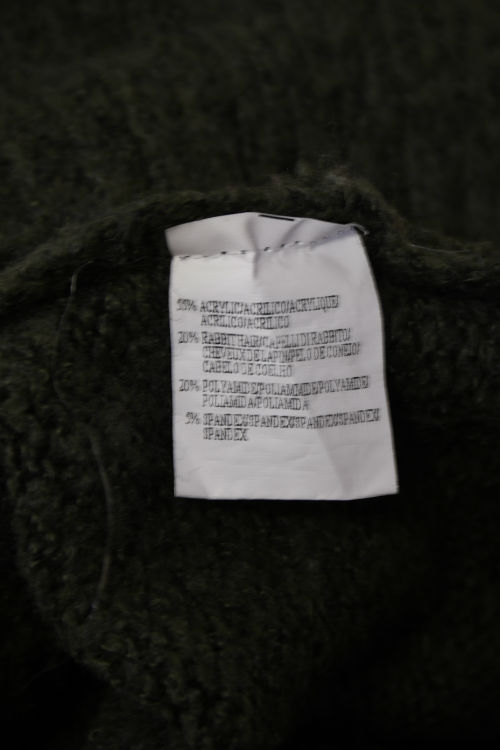 55% ACRYLIC/ACRILICO/ACRYLIQUE/
ACRILICO/ACRILICO
20% RABBIT HAIR/CAPELLI DI RABBITO/
CHEVEUX DE LAPIN/PELO DE CONEJO/
CABELO DE COELHO
20% POLYAMIDE/POLIAMMIDE/POLYAMIDE/
POLIAMIDA/POLIAMIDA
5% SPANDEX/SPANDEX/SPANDEX/SPANDEX/
SPANDEX